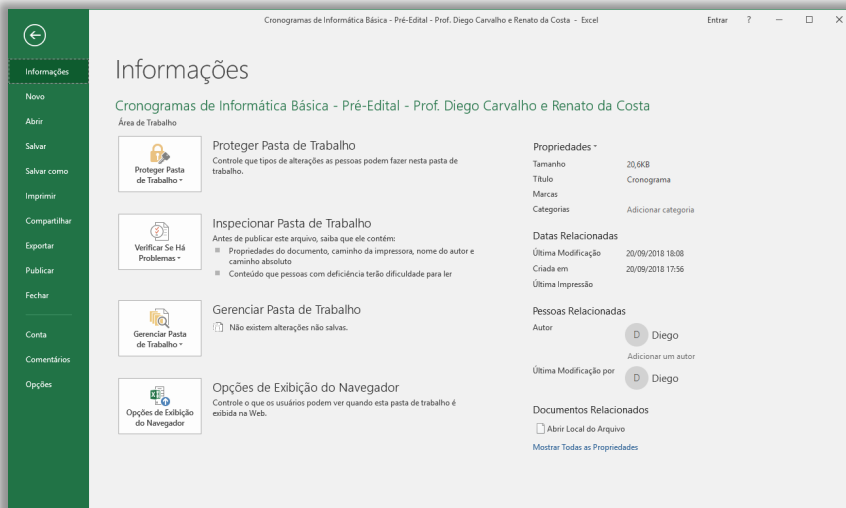 Cronogramas de Informática Básica - Pré-Edital - Prof. Diego Carvalho e Renato da Costa - Excel
Entrar ?
Informações
Novo
Abrir
Salvar
Salvar como
Imprimir
Compartilhar
Exportar
Publicar
Fechar
Conta
Comentários
Opções
Informações
Cronogramas de Informática Básica - Pré-Edital - Prof. Diego Carvalho e Renato da Costa
Área de Trabalho
Proteger Pasta
de Trabalho
Proteger Pasta de Trabalho
Controle que tipos de alterações as pessoas podem fazer nesta pasta de
trabalho.
Verificar Se Há
Problemas
Inspecionar Pasta de Trabalho
Antes de publicar este arquivo, saiba que ele contém:
Propriedades do documento, caminho da impressora, nome do autor e
caminho absoluto
Conteúdo que pessoas com deficiência terão dificuldade para ler
Gerenciar Pasta
de Trabalho
Gerenciar Pasta de Trabalho
Não existem alterações não salvas.
Opções de Exibição
do Navegador
Opções de Exibição do Navegador
Controle o que os usuários podem ver quando esta pasta de trabalho é
exibida na Web.
Propriedades
Tamanho 20,6KB
Título Cronograma
Marcas
Categorias Adicionar categoria
Datas Relacionadas
Última Modificação 20/09/2018 18:08
Criada em 20/09/2018 17:56
Última Impressão
Pessoas Relacionadas
Autor D Diego
Adicionar um autor
Última Modificação por D Diego
Documentos Relacionados
Abrir Local do Arquivo
Mostrar Todas as Propriedades